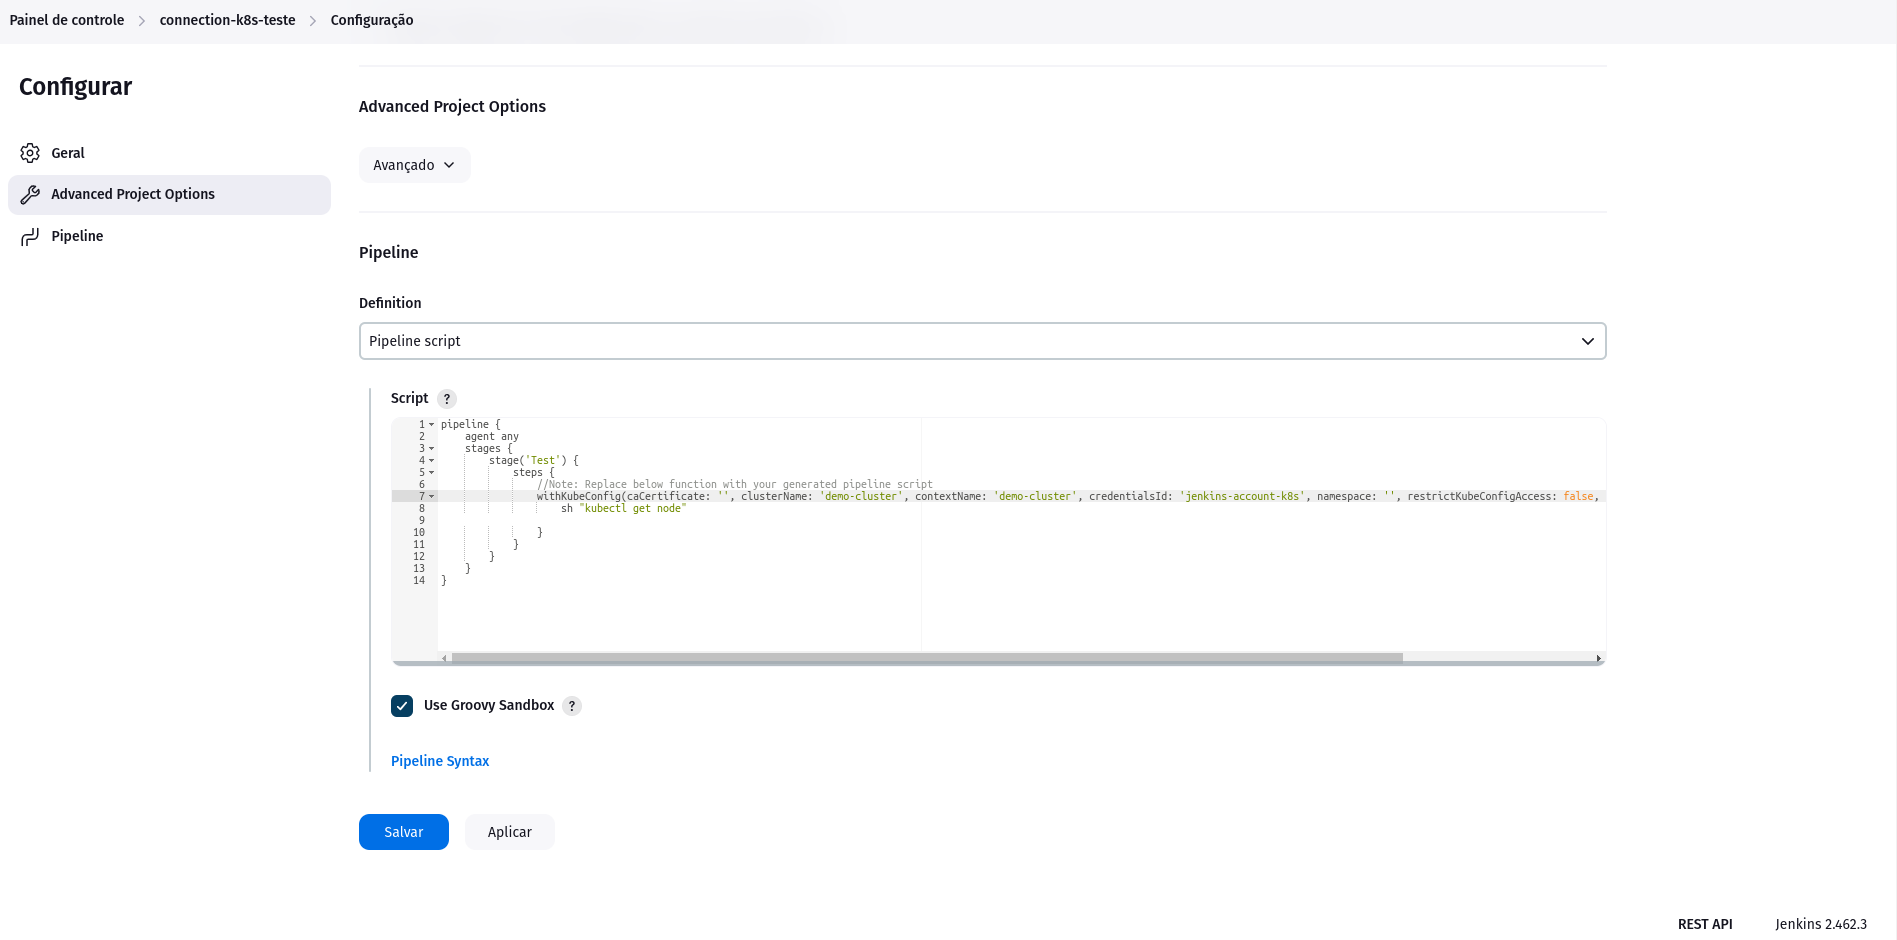 Painel de controle > connection-k8s-teste > Configuração
Configurar
Geral
Advanced Project Options
Pipeline
Advanced Project Options
Avançado
Pipeline
Definition
Pipeline script
Script ?
1 pipeline {
2     agent any
3     stages {
4         stage('Test') {
5             steps {
6                 //Note: Replace below function with your generated pipeline script
7                 withKubeConfig(caCertificate: '', clusterName: 'demo-cluster', contextName: 'demo-cluster', credentialsId: 'jenkins-account-k8s', namespace: '', restrictKubeConfigAccess: false,
8                     sh "kubectl get node"
9
10                 }
11             }
12         }
13     }
14 }
Use Groovy Sandbox ?
Pipeline Syntax
Salvar
Aplicar
REST API
Jenkins 2.462.3